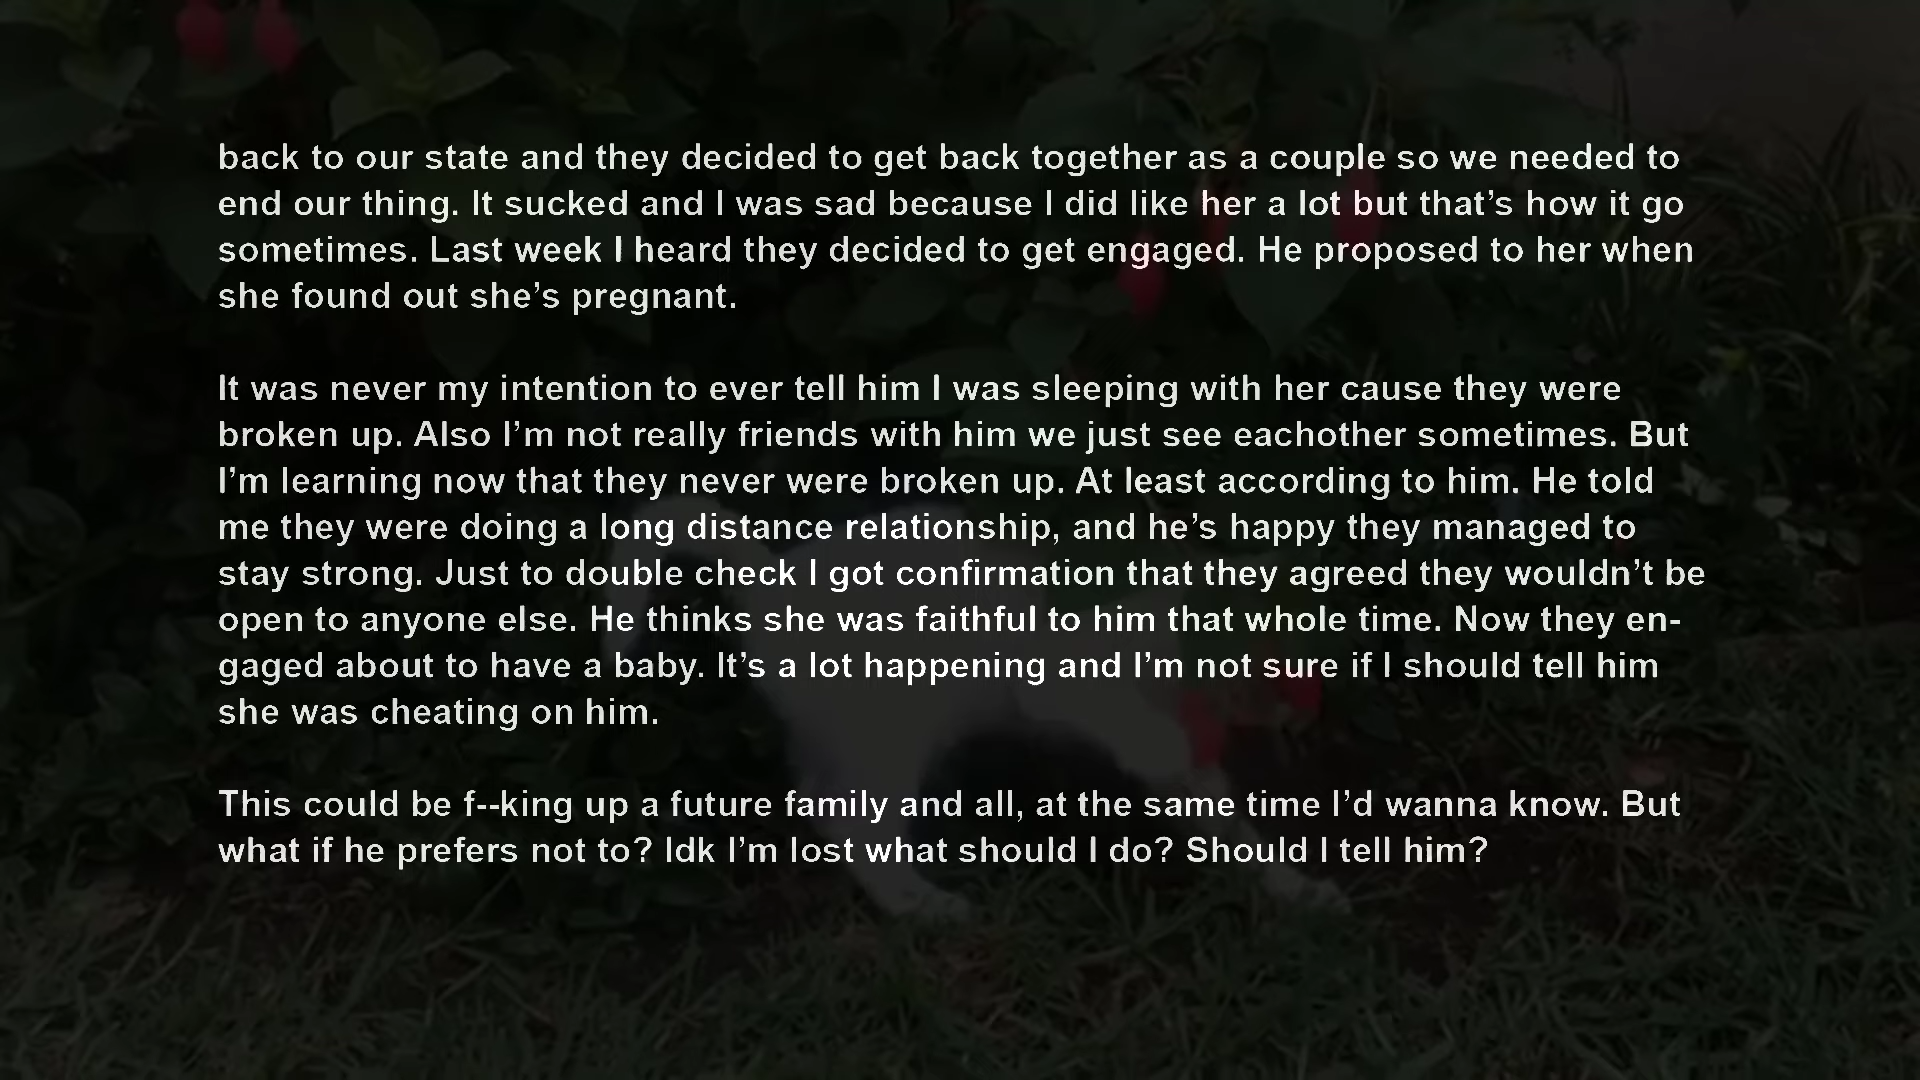 back to our state and they decided to get back together as a couple so we needed to
end our thing. It sucked and I was sad because I did like her a lot but that’s how it go
sometimes. Last week I heard they decided to get engaged. He proposed to her when
she found out she’s pregnant.
It was never my intention to ever tell him I was sleeping with her cause they were
broken up. Also I’m not really friends with him we just see eachother sometimes. But
I’m learning now that they never were broken up. At least according to him. He told
me they were doing a long distance relationship, and he’s happy they managed to
stay strong. Just to double check I got confirmation that they agreed they wouldn’t be
open to anyone else. He thinks she was faithful to him that whole time. Now they en-
gaged about to have a baby. It’s a lot happening and I’m not sure if I should tell him
she was cheating on him.
This could be f--king up a future family and all, at the same time I’d wanna know. But
what if he prefers not to? Idk I’m lost what should I do? Should I tell him?